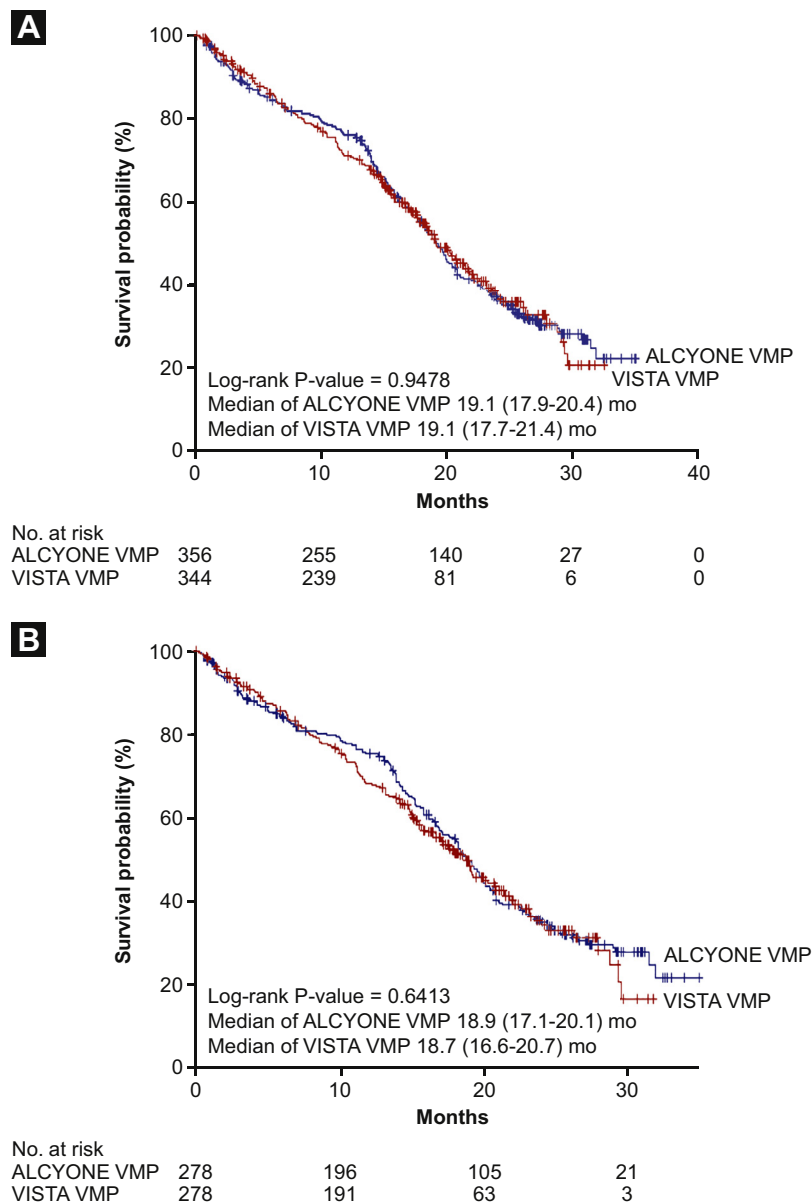 A
Survival probability (%)
100
80
60
40
20
0
ALCYONE VMP
VISTA VMP
Log-rank P-value = 0.9478
Median of ALCYONE VMP 19.1 (17.9-20.4) mo
Median of VISTA VMP 19.1 (17.7-21.4) mo
0 10 20 30 40
Months
No. at risk
ALCYONE VMP 356 255 140 27 0
VISTA VMP 344 239 81 6 0
B
Survival probability (%)
100
80
60
40
20
0
ALCYONE VMP
VISTA VMP
Log-rank P-value = 0.6413
Median of ALCYONE VMP 18.9 (17.1-20.1) mo
Median of VISTA VMP 18.7 (16.6-20.7) mo
0 10 20 30
Months
No. at risk
ALCYONE VMP 278 196 105 21
VISTA VMP 278 191 63 3